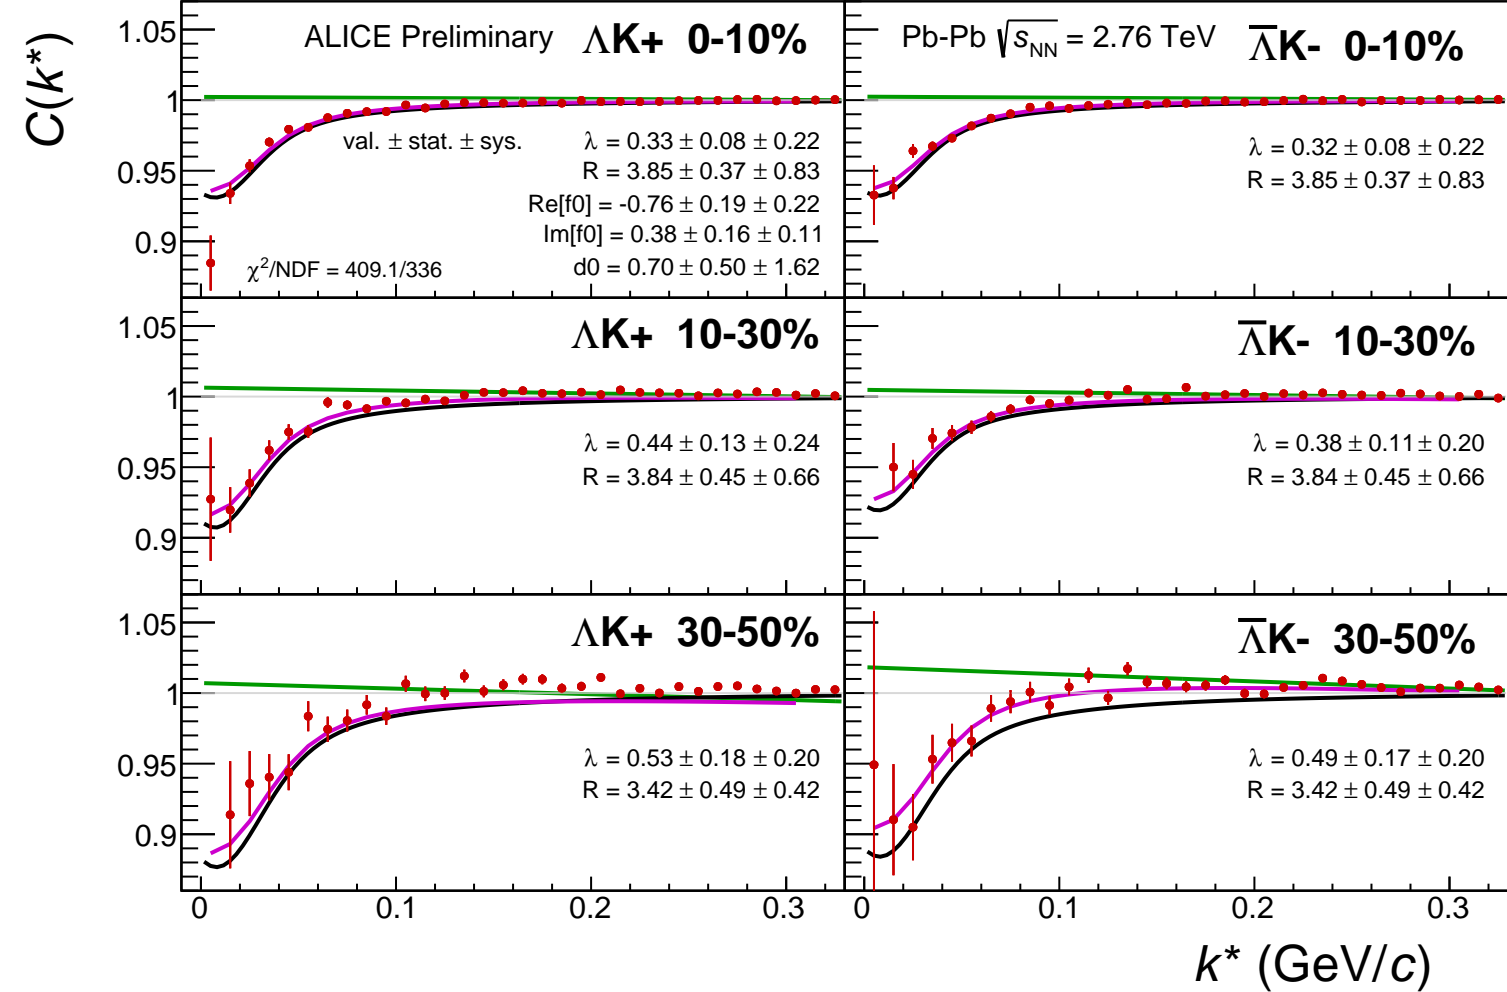 C(k*)
ALICE Preliminary ΛK+ 0-10%
val. ± stat. ± sys.
λ = 0.33 ± 0.08 ± 0.22
R = 3.85 ± 0.37 ± 0.83
Re[f0] = -0.76 ± 0.19 ± 0.22
Im[f0] = 0.38 ± 0.16 ± 0.11
χ²/NDF = 409.1/336
d0 = 0.70 ± 0.50 ± 1.62
1.05
1
0.95
0.9
Pb-Pb √s_NN = 2.76 TeV Λ̅K- 0-10%
λ = 0.32 ± 0.08 ± 0.22
R = 3.85 ± 0.37 ± 0.83
ΛK+ 10-30%
λ = 0.44 ± 0.13 ± 0.24
R = 3.84 ± 0.45 ± 0.66
1.05
1
0.95
0.9
Λ̅K- 10-30%
λ = 0.38 ± 0.11 ± 0.20
R = 3.84 ± 0.45 ± 0.66
ΛK+ 30-50%
λ = 0.53 ± 0.18 ± 0.20
R = 3.42 ± 0.49 ± 0.42
1.05
1
0.95
0.9
Λ̅K- 30-50%
λ = 0.49 ± 0.17 ± 0.20
R = 3.42 ± 0.49 ± 0.42
0 0.1 0.2 0.3
0 0.1 0.2 0.3
k* (GeV/c)